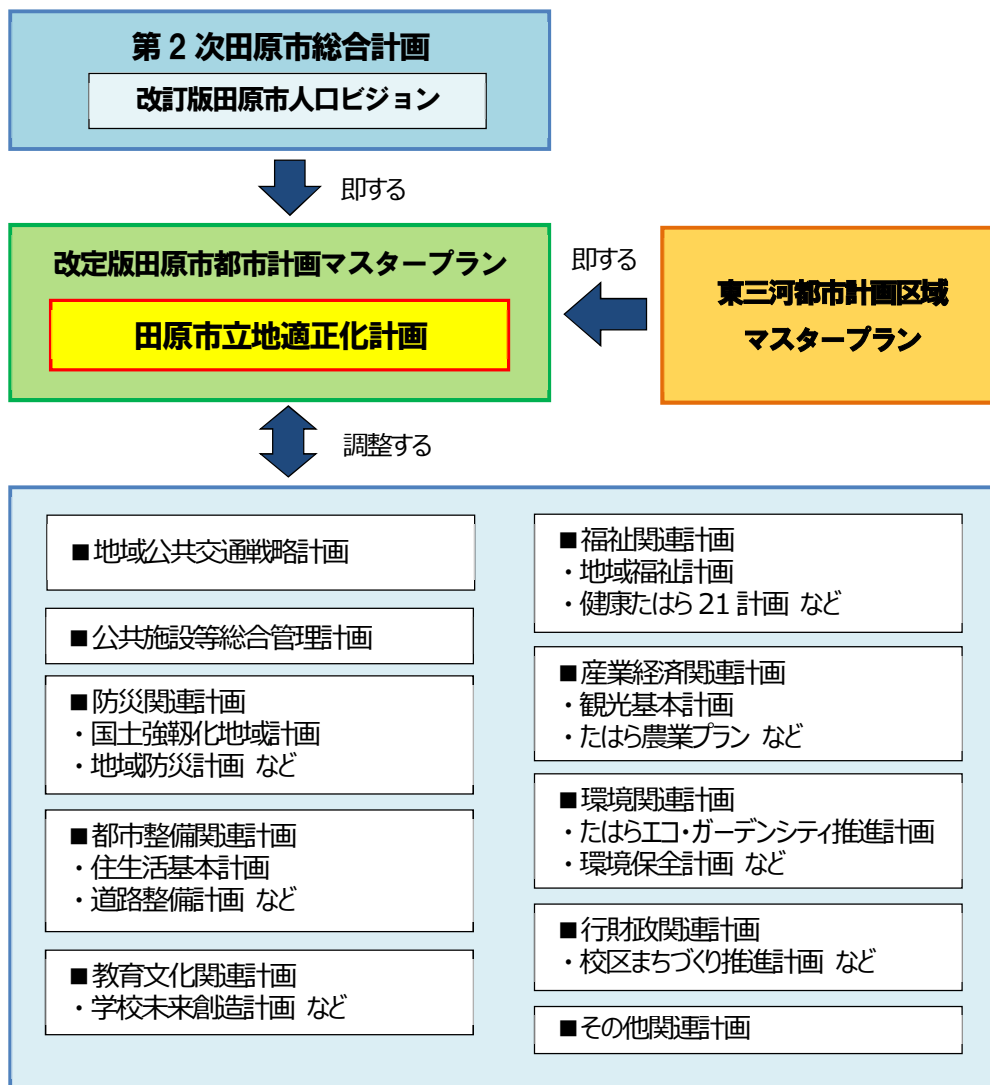 第2次田原市総合計画
改訂版田原市人口ビジョン
即する
改定版田原市都市計画マスタープラン
田原市立地適正化計画
即する
東三河都市計画区域
マスタープラン
調整する
■地域公共交通戦略計画
■公共施設等総合管理計画
■防災関連計画
・国土強靱化地域計画
・地域防災計画 など
■都市整備関連計画
・住生活基本計画
・道路整備計画 など
■教育文化関連計画
・学校未来創造計画 など
■福祉関連計画
・地域福祉計画
・健康たはら21計画 など
■産業経済関連計画
・観光基本計画
・たはら農業プラン など
■環境関連計画
・たはらエコ・ガーデンシティ推進計画
・環境保全計画 など
■行財政関連計画
・校区まちづくり推進計画 など
■その他関連計画